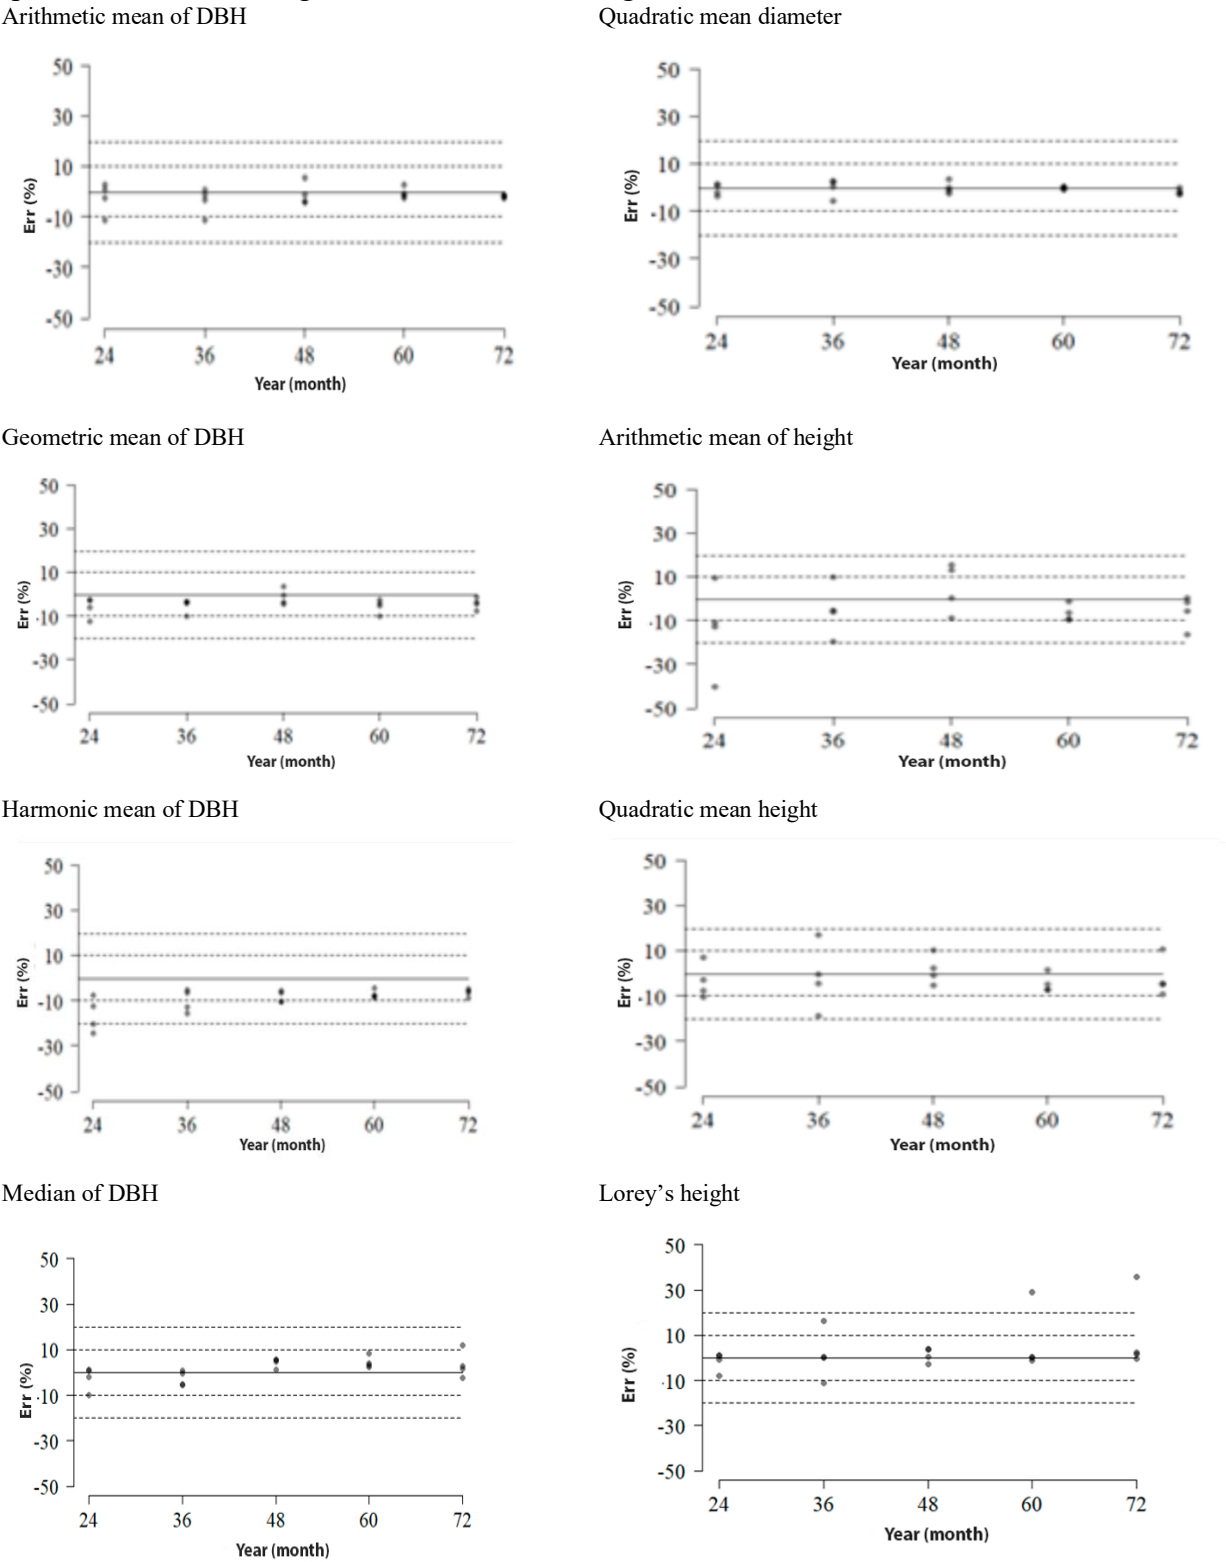 Arithmetic mean of DBH
50
30
10
-10
-30
-50
Err (%)
24 36 48 60 72
Year (month)
Quadratic mean diameter
50
30
10
-10
-30
-50
Err (%)
24 36 48 60 72
Year (month)
Geometric mean of DBH
50
30
10
-10
-30
-50
Err (%)
24 36 48 60 72
Year (month)
Arithmetic mean of height
50
30
10
-10
-30
-50
Err (%)
24 36 48 60 72
Year (month)
Harmonic mean of DBH
50
30
10
-10
-30
-50
Err (%)
24 36 48 60 72
Year (month)
Quadratic mean height
50
30
10
-10
-30
-50
Err (%)
24 36 48 60 72
Year (month)
Median of DBH
50
30
10
-10
-30
-50
Err (%)
24 36 48 60 72
Year (month)
Lorey’s height
50
30
10
-10
-30
-50
Err (%)
24 36 48 60 72
Year (month)